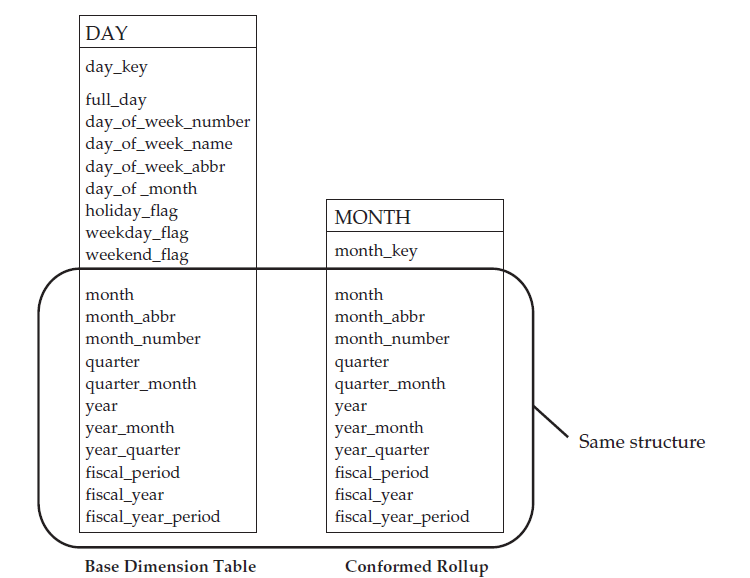 DAY
day_key
full_day
day_of_week_number
day_of_week_name
day_of_week_abbr
day_of _month
holiday_flag
weekday_flag
weekend_flag
month
month_abbr
month_number
quarter
quarter_month
year
year_month
year_quarter
fiscal_period
fiscal_year
fiscal_year_period
Base Dimension Table
MONTH
month_key
month
month_abbr
month_number
quarter
quarter_month
year
year_month
year_quarter
fiscal_period
fiscal_year
fiscal_year_period
Conformed Rollup
Same structure